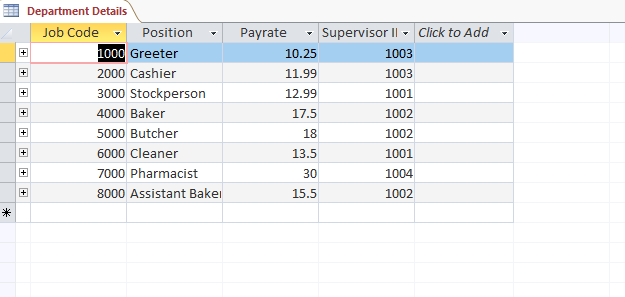 Department Details
Job Code Position Payrate Supervisor II Click to Add
1000 Greeter 10.25 1003
2000 Cashier 11.99 1003
3000 Stockperson 12.99 1001
4000 Baker 17.5 1002
5000 Butcher 18 1002
6000 Cleaner 13.5 1001
7000 Pharmacist 30 1004
8000 Assistant Baker 15.5 1002